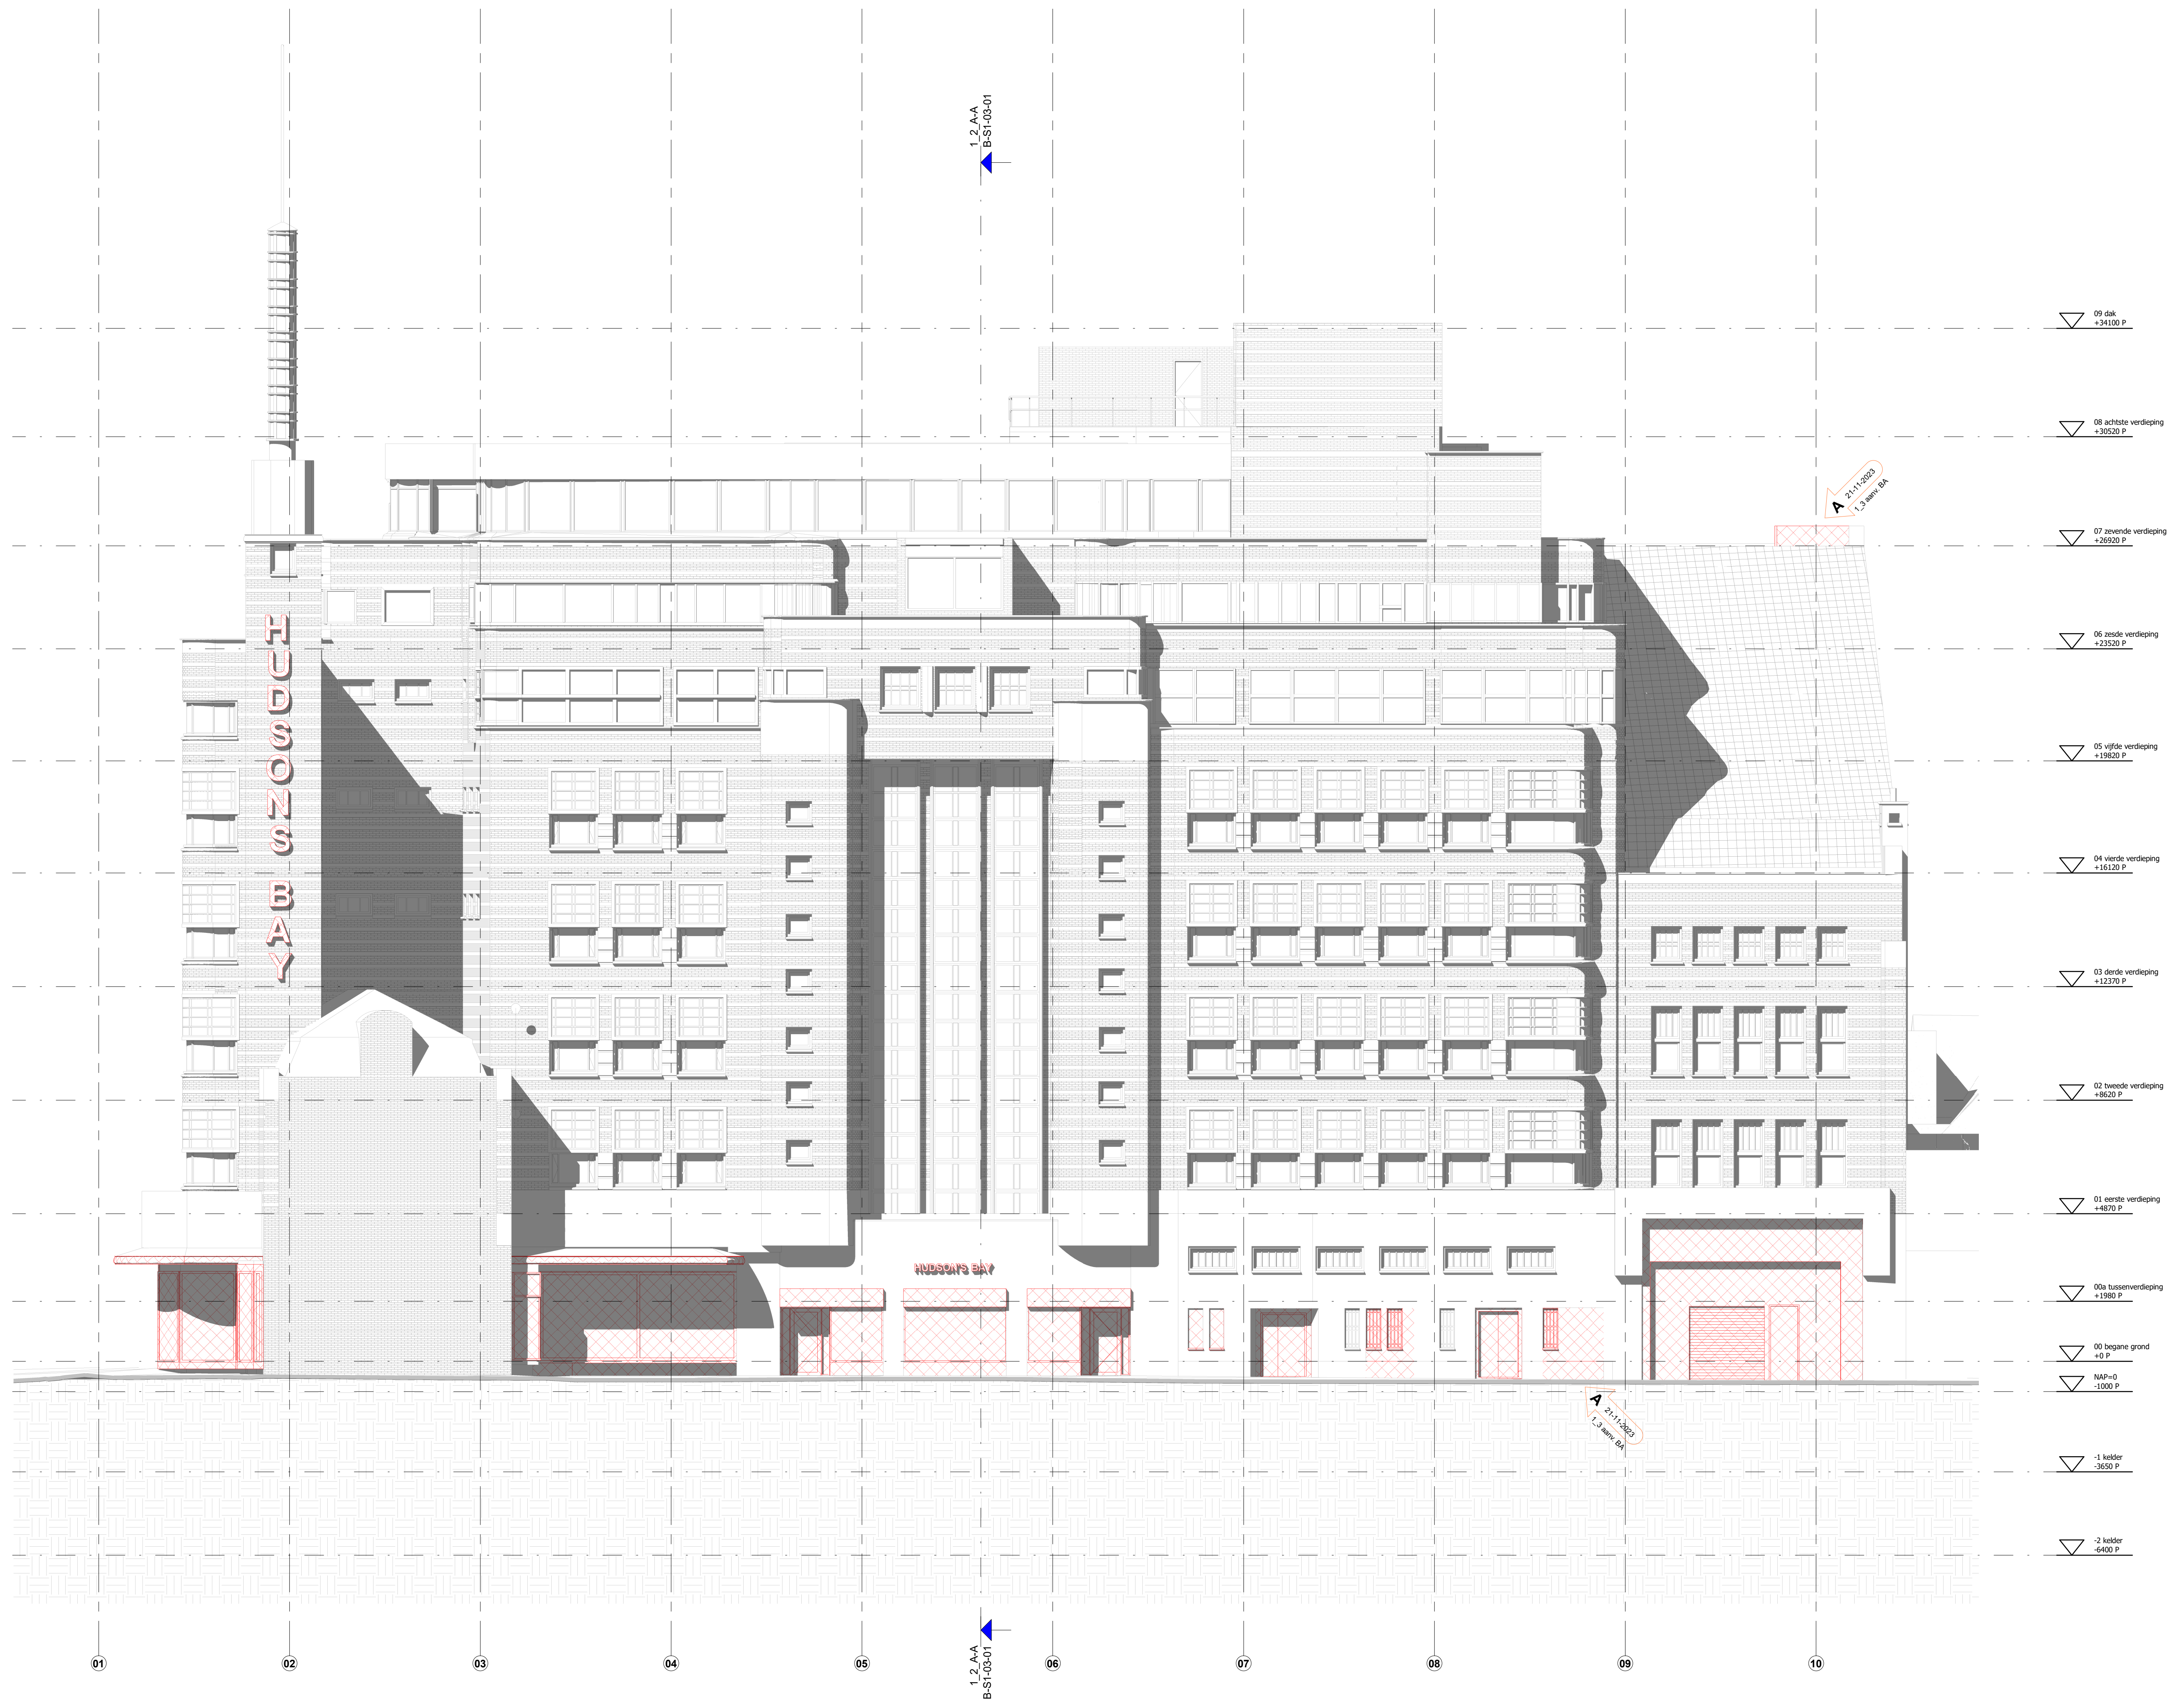 1_2_A-A
B-S1-03-01
09 dak
+34100 P
08 achtste verdieping
+30520 P
A
21-11-2023
1_3 aanv. BA
07 zevende verdieping
+26920 P
HUDSONS BAY
06 zesde verdieping
+23520 P
05 vijfde verdieping
+19820 P
04 vierde verdieping
+16120 P
03 derde verdieping
+12370 P
02 tweede verdieping
+8620 P
01 eerste verdieping
+4870 P
HUDSON'S BAY
00a tussenverdieping
+1980 P
00 begane grond
+0 P
NAP=0
-1000 P
A
21-11-2023
1_3 aanv. BA
-1 kelder
-3650 P
-2 kelder
-6400 P
01 02 03 04 05 06 07 08 09 10
1_2_A-A
B-S1-03-01